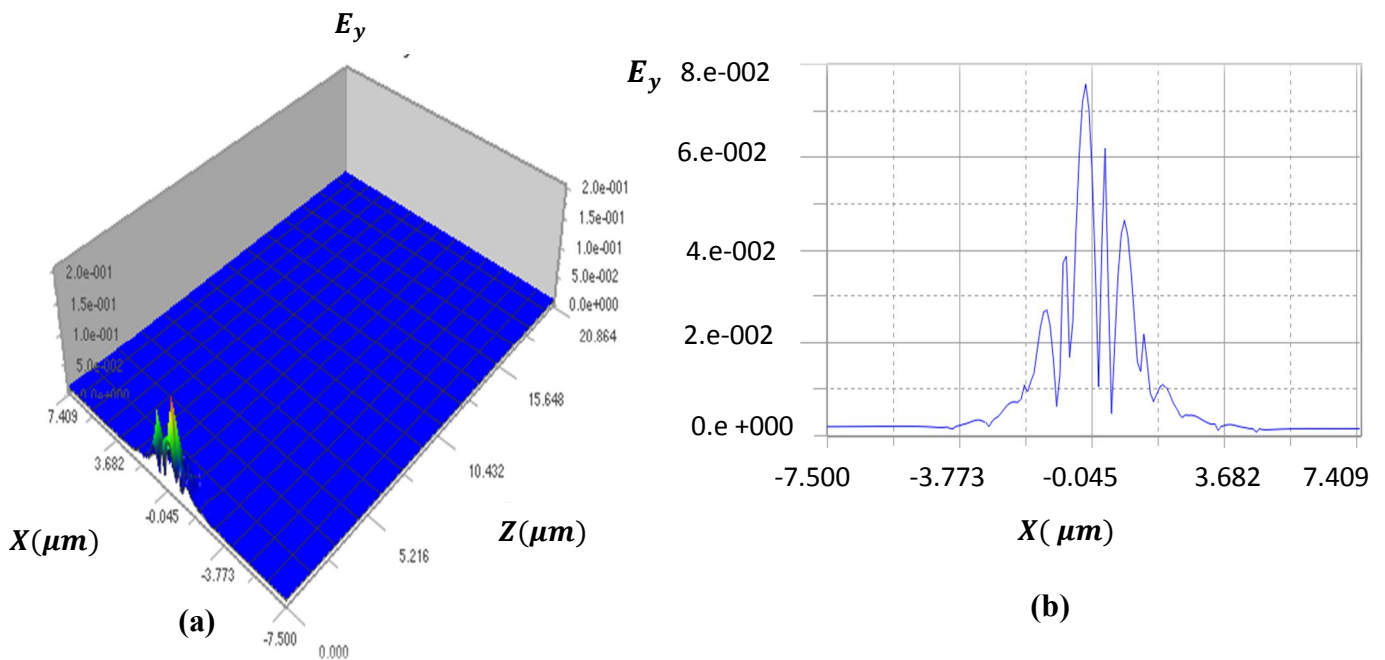 E_y
2.0e-001
1.5e-001
1.0e-001
5.0e-002
0.0e+000
20.864
15.648
10.432
5.216
0.000
Z(μm)
2.0e-001
1.5e-001
1.0e-001
5.0e-002
0.0e+000
7.409
3.682
-0.045
-3.773
-7.500
X(μm)
(a)
E_y
8.e-002
6.e-002
4.e-002
2.e-002
0.e +000
-7.500 -3.773 -0.045 3.682 7.409
X( μm)
(b)